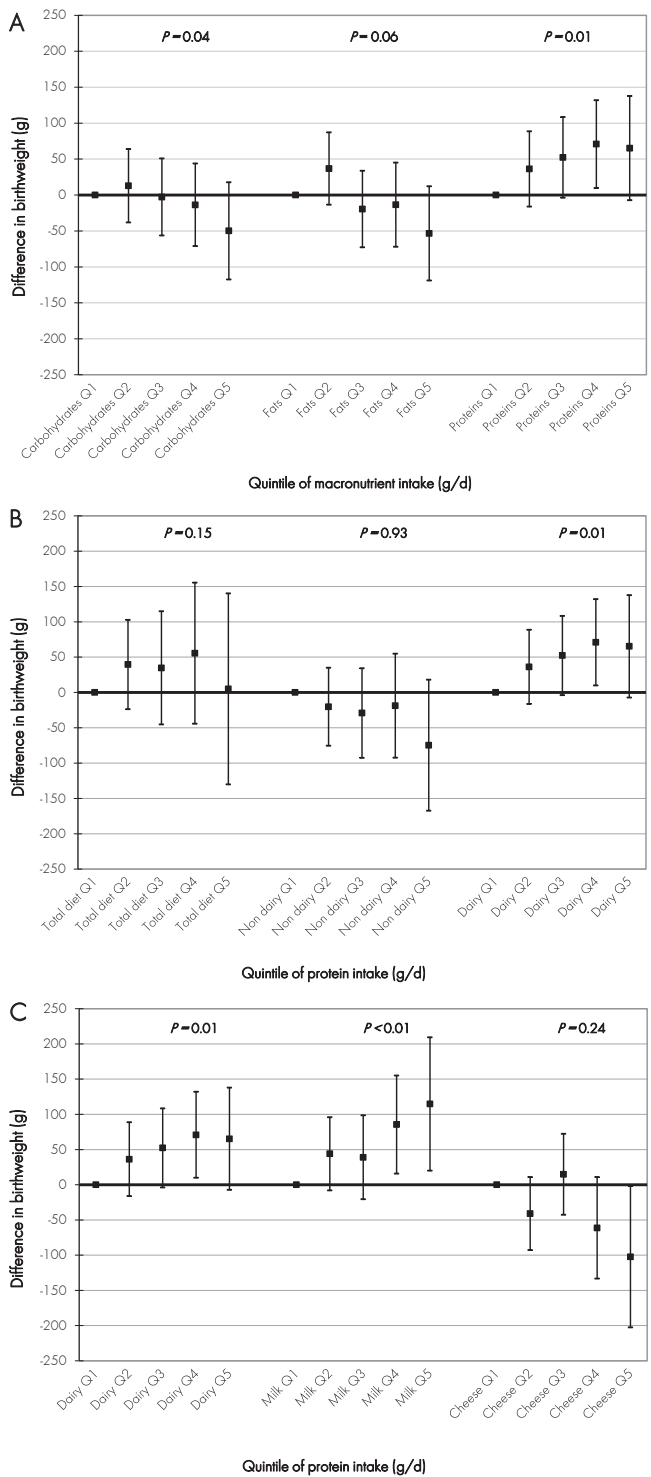 A
Difference in birthweight (g)
250
200
150
100
50
0
-50
-100
-150
-200
-250
P = 0.04
P = 0.06
P = 0.01
Carbohydrates Q1
Carbohydrates Q2
Carbohydrates Q3
Carbohydrates Q4
Carbohydrates Q5
Fats Q1
Fats Q2
Fats Q3
Fats Q4
Fats Q5
Proteins Q1
Proteins Q2
Proteins Q3
Proteins Q4
Proteins Q5
Quintile of macronutrient intake (g/d)
B
Difference in birthweight (g)
250
200
150
100
50
0
-50
-100
-150
-200
-250
P = 0.15
P = 0.93
P = 0.01
Total diet Q1
Total diet Q2
Total diet Q3
Total diet Q4
Total diet Q5
Non dairy Q1
Non dairy Q2
Non dairy Q3
Non dairy Q4
Non dairy Q5
Dairy Q1
Dairy Q2
Dairy Q3
Dairy Q4
Dairy Q5
Quintile of protein intake (g/d)
C
Difference in birthweight (g)
250
200
150
100
50
0
-50
-100
-150
-200
-250
P = 0.01
P < 0.01
P = 0.24
Dairy Q1
Dairy Q2
Dairy Q3
Dairy Q4
Dairy Q5
Milk Q1
Milk Q2
Milk Q3
Milk Q4
Milk Q5
Cheese Q1
Cheese Q2
Cheese Q3
Cheese Q4
Cheese Q5
Quintile of protein intake (g/d)